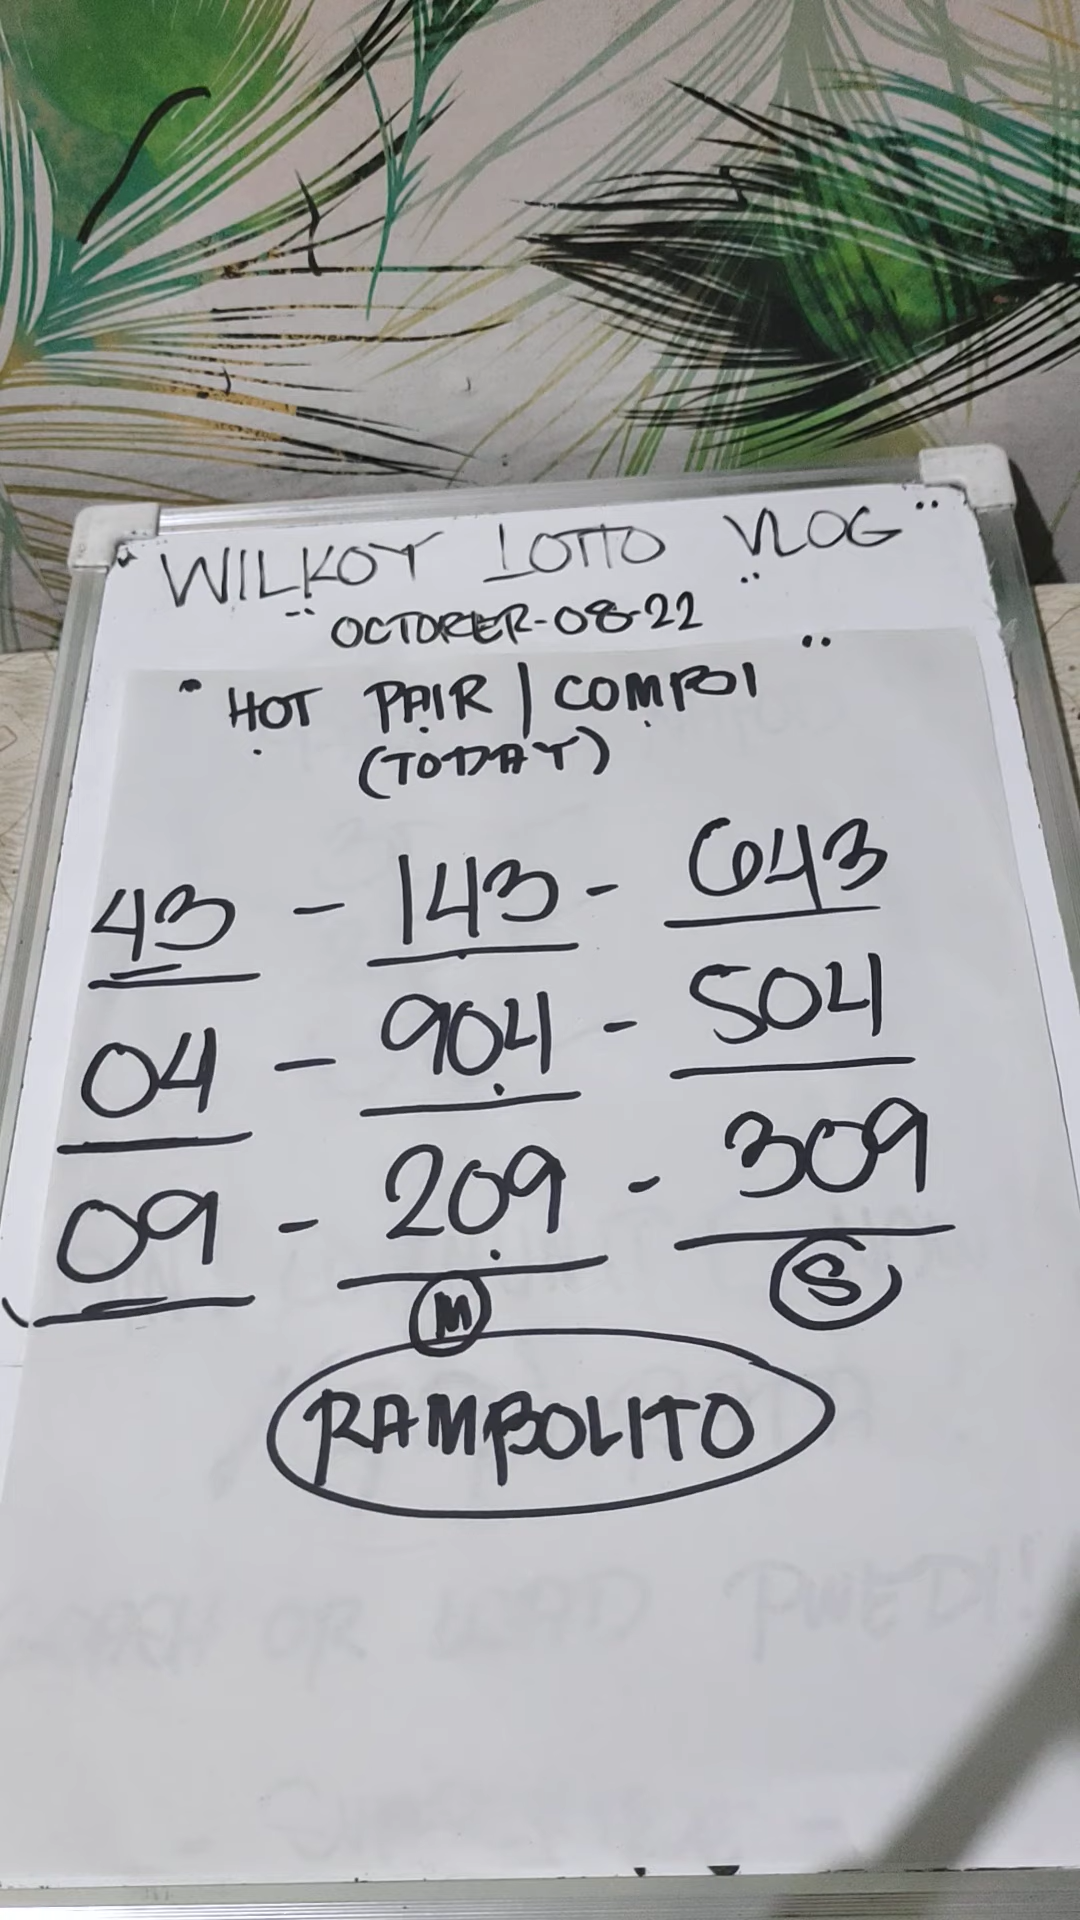 "WILKOY LOTTO VLOG"
OCTOBER-08-22
"HOT PAIR | COMBO!"
(TODAY)
43 - 143 - 643
04 - 904 - 504
09 - 209 - 309
M S
RAMBOLITO